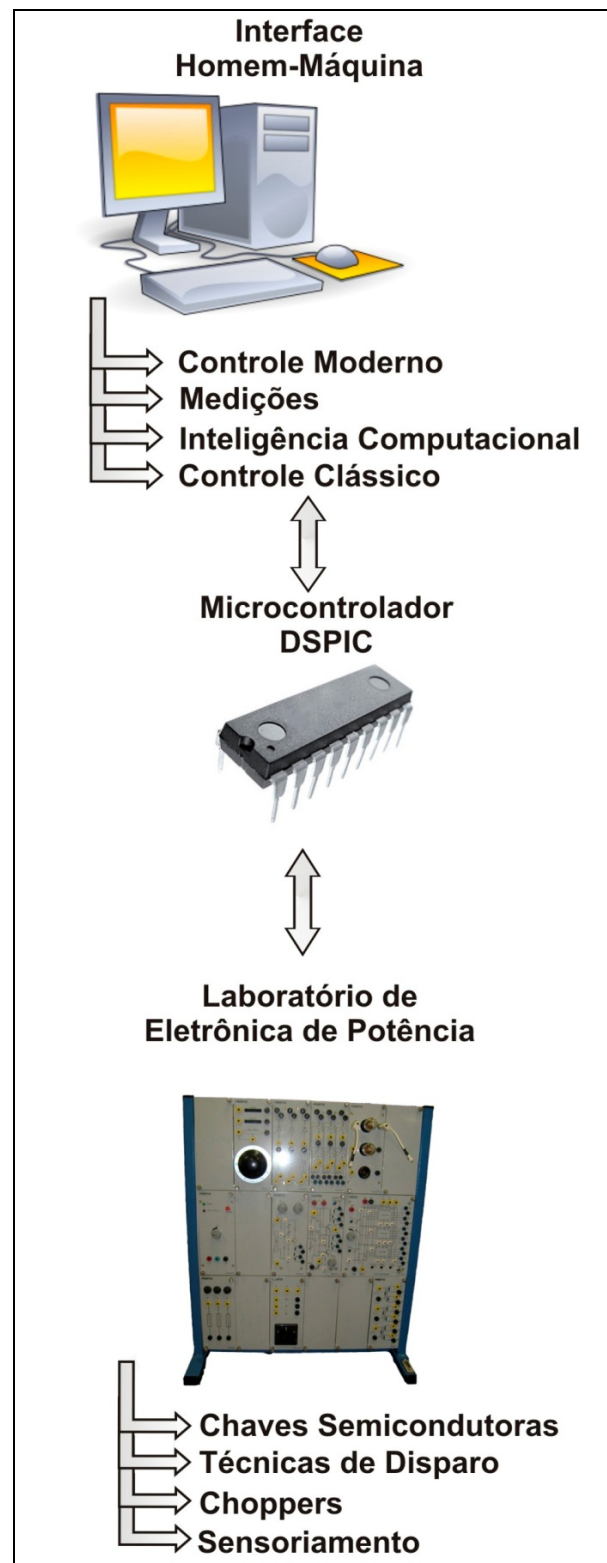 Interface
Homem-Máquina
Controle Moderno
Medições
Inteligência Computacional
Controle Clássico
Microcontrolador
DSPIC
Laboratório de
Eletrônica de Potência
Chaves Semicondutoras
Técnicas de Disparo
Choppers
Sensoriamento